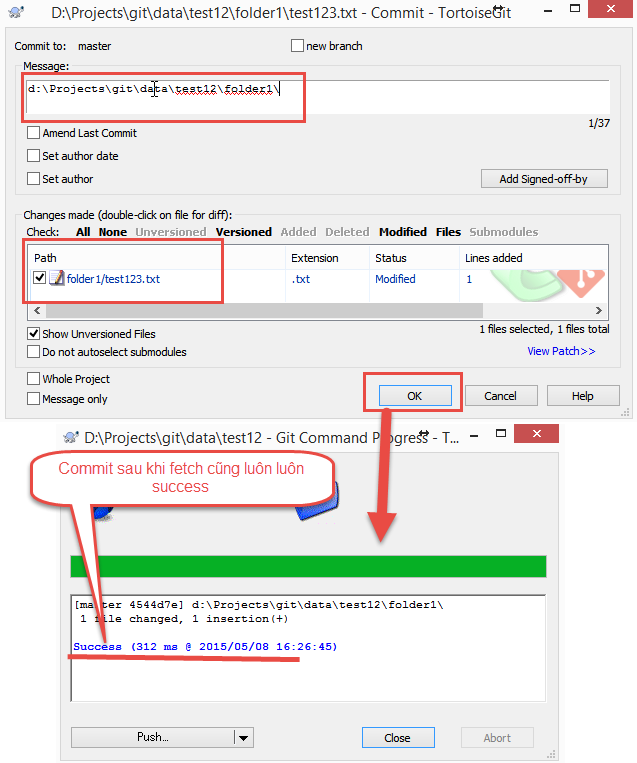 D:\Projects\git\data\test12\folder1\test123.txt - Commit - TortoiseGit
Commit to: master new branch
Message:
d:\Projects\git\data\test12\folder1\
1/37
Amend Last Commit
Set author date
Set author
Add Signed-off-by
Changes made (double-click on file for diff):
Check: All None Unversioned Versioned Added Deleted Modified Files Submodules
Path Extension Status Lines added
folder1/test123.txt .txt Modified 1
Show Unversioned Files 1 files selected, 1 files total
Do not autoselect submodules View Patch>>
Whole Project
Message only
OK Cancel Help
D:\Projects\git\data\test12 - Git Command Progress - T...
Commit sau khi fetch cũng luôn luôn
success
[master 4544d7e] d:\Projects\git\data\test12\folder1\
1 file changed, 1 insertion(+)
Success (312 ms @ 2015/05/08 16:26:45)
Push... Close Abort